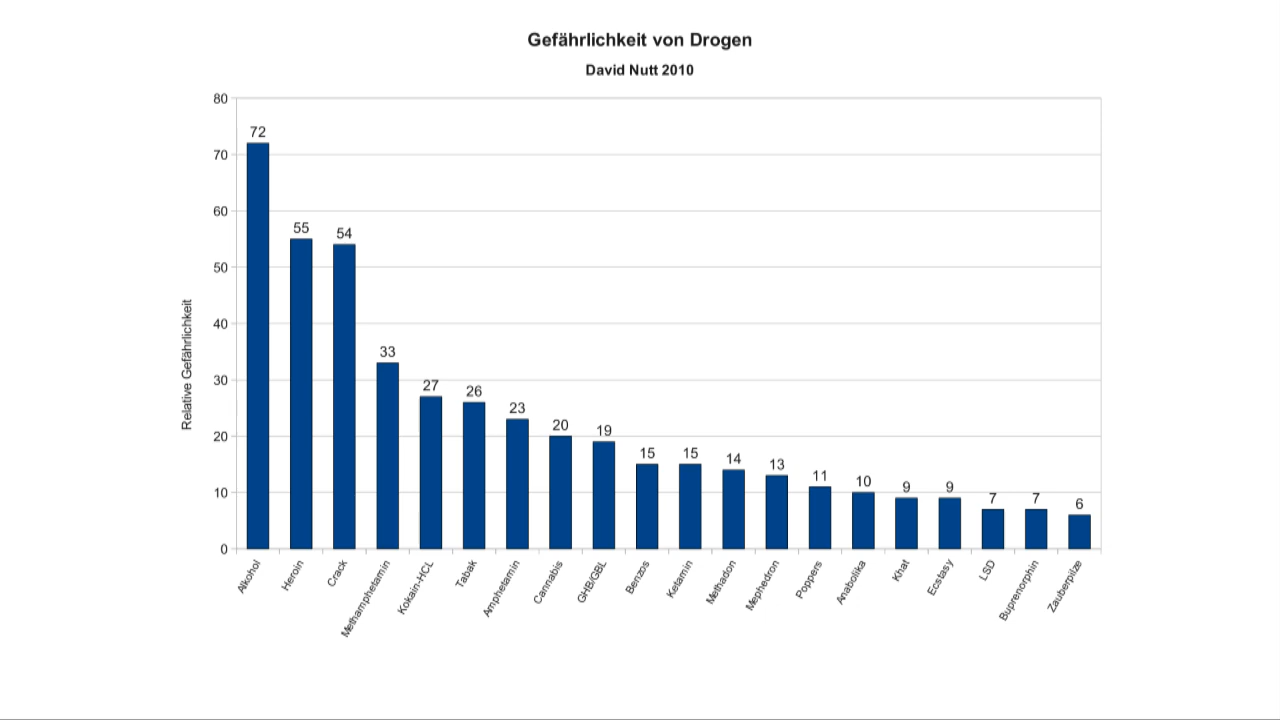 Gefährlichkeit von Drogen
David Nutt 2010
Relative Gefährlichkeit
80
70
60
50
40
30
20
10
0
72
55
54
33
27
26
23
20
19
15
15
14
13
11
10
9
9
7
7
6
Alkohol
Heroin
Crack
Methamphetamin
Kokain-HCL
Tabak
Amphetamin
Cannabis
GHB/GBL
Benzos
Ketamin
Methadon
Mephedron
Poppers
Anabolika
Khat
Ecstasy
LSD
Buprenorphin
Zauberpilze